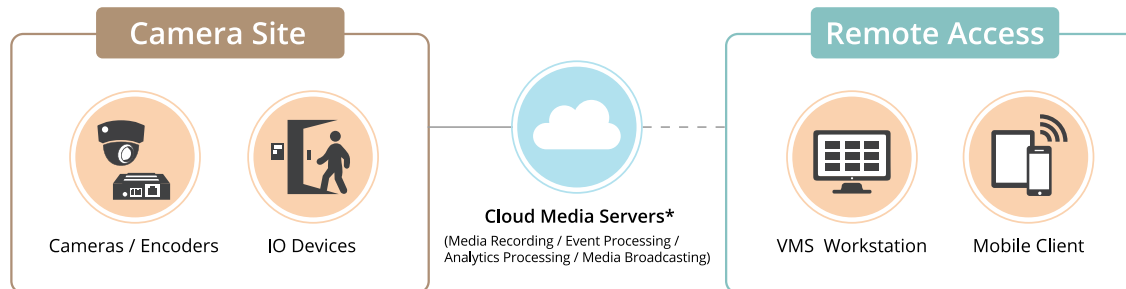 Camera Site
Remote Access
Cameras / Encoders
IO Devices
Cloud Media Servers*
(Media Recording / Event Processing /
Analytics Processing / Media Broadcasting)
VMS Workstation
Mobile Client